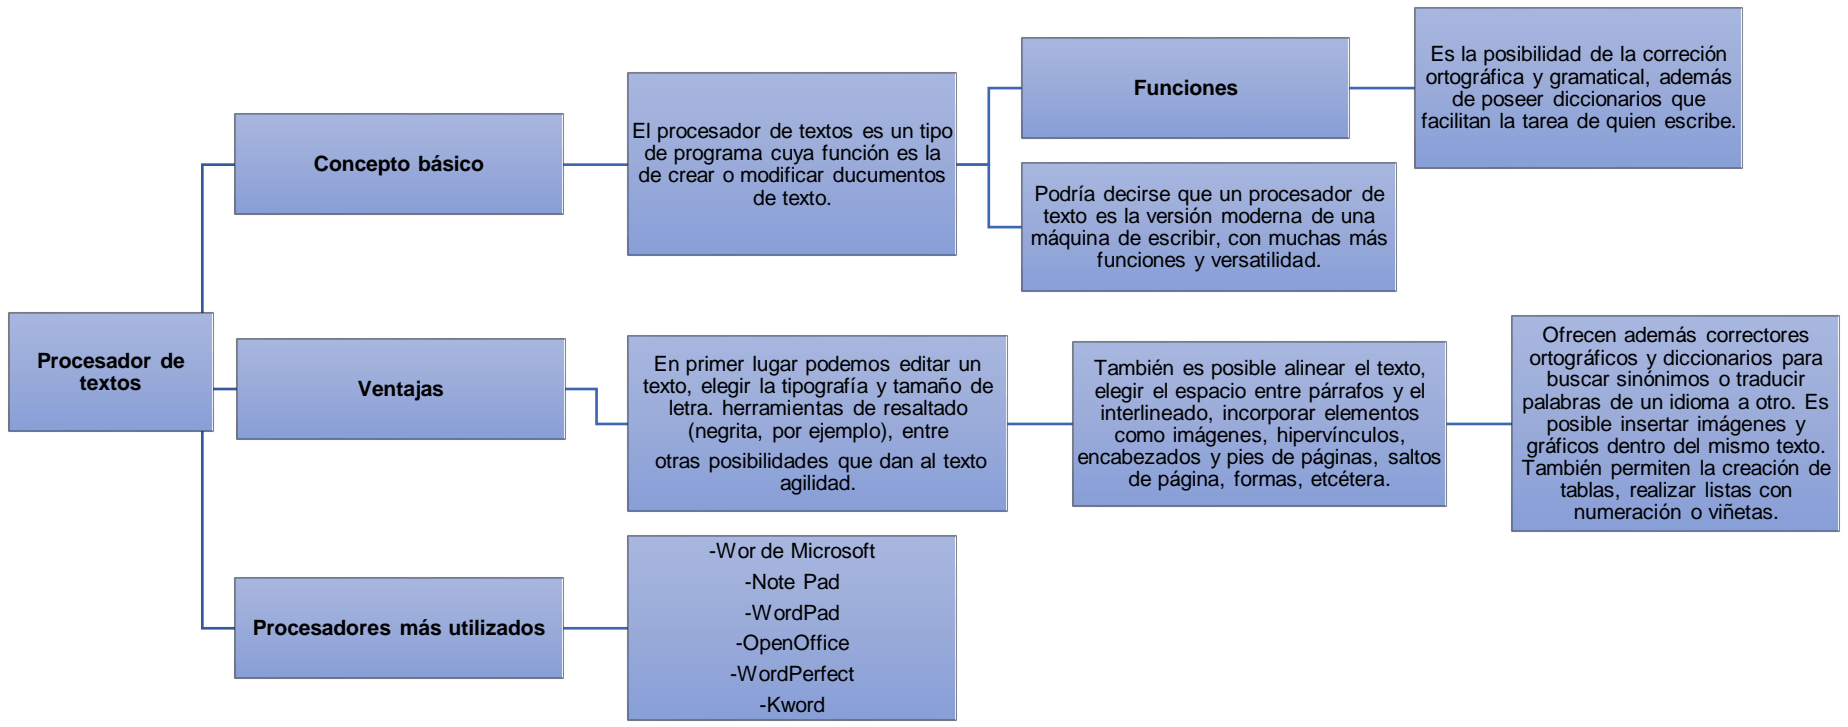 Procesador de
textos
Concepto básico
El procesador de textos es un tipo
de programa cuya función es la
de crear o modificar ducumentos
de texto.
Funciones
Es la posibilidad de la correción
ortográfica y gramatical, además
de poseer diccionarios que
facilitan la tarea de quien escribe.
Podría decirse que un procesador de
texto es la versión moderna de una
máquina de escribir, con muchas más
funciones y versatilidad.
Ventajas
En primer lugar podemos editar un
texto, elegir la tipografía y tamaño de
letra. herramientas de resaltado
(negrita, por ejemplo), entre
otras posibilidades que dan al texto
agilidad.
También es posible alinear el texto,
elegir el espacio entre párrafos y el
interlineado, incorporar elementos
como imágenes, hipervínculos,
encabezados y pies de páginas, saltos
de página, formas, etcétera.
Ofrecen además correctores
ortográficos y diccionarios para
buscar sinónimos o traducir
palabras de un idioma a otro. Es
posible insertar imágenes y
gráficos dentro del mismo texto.
También permiten la creación de
tablas, realizar listas con
numeración o viñetas.
Procesadores más utilizados
-Wor de Microsoft
-Note Pad
-WordPad
-OpenOffice
-WordPerfect
-Kword